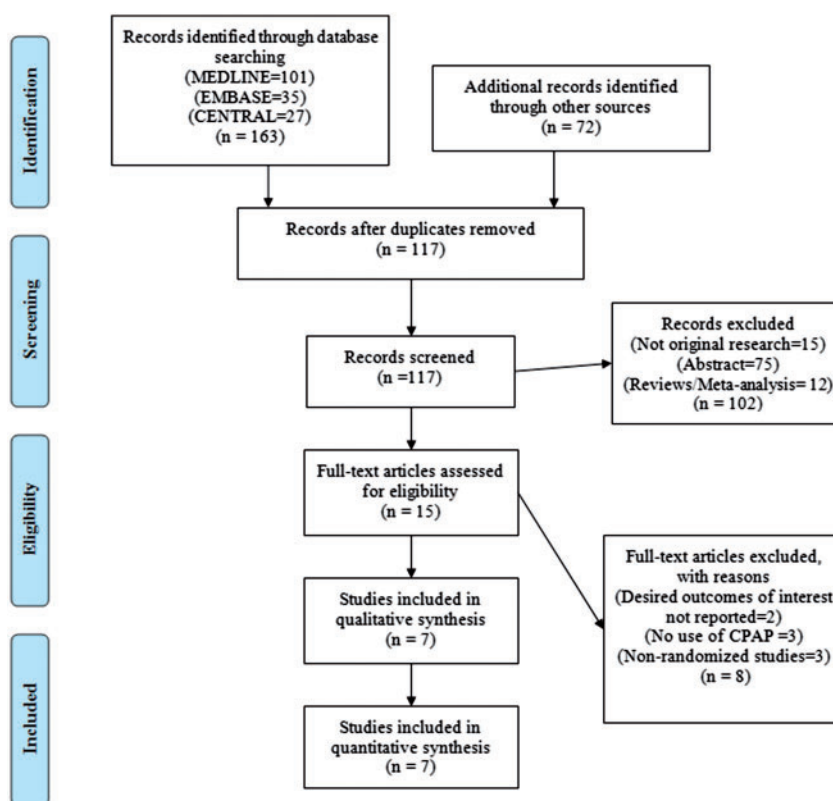 Identification
Records identified through database
searching
(MEDLINE=101)
(EMBASE=35)
(CENTRAL=27)
(n = 163)
Additional records identified
through other sources
(n = 72)
Records after duplicates removed
(n = 117)
Screening
Records screened
(n =117)
Records excluded
(Not original research=15)
(Abstract=75)
(Reviews/Meta-analysis= 12)
(n = 102)
Eligibility
Full-text articles assessed
for eligibility
(n = 15)
Full-text articles excluded,
with reasons
(Desired outcomes of interest
not reported=2)
(No use of CPAP =3)
(Non-randomized studies=3)
(n = 8)
Studies included in
qualitative synthesis
(n = 7)
Included
Studies included in
quantitative synthesis
(n = 7)